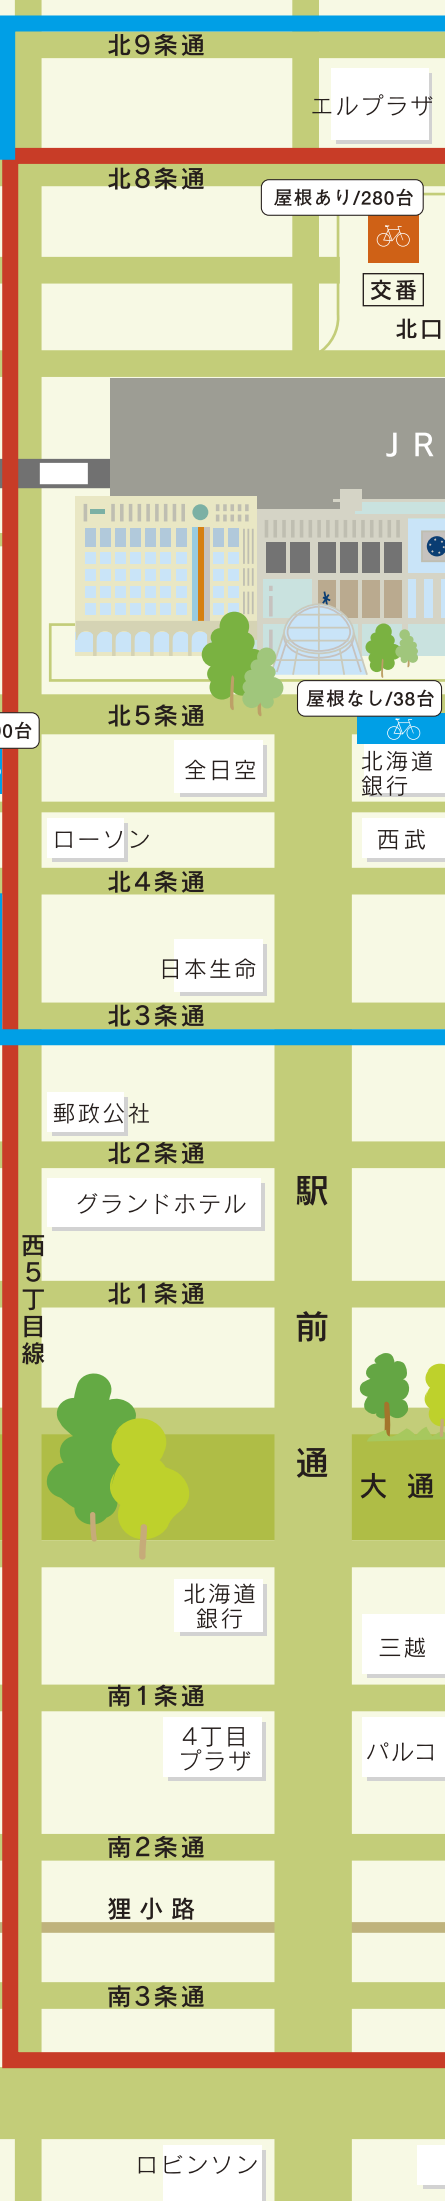 北9条通
エルプラザ
北8条通
屋根あり/280台
交番
北口
JR
屋根なし/38台
北5条通
0台
全日空
北海道
銀行
ローソン
西武
北4条通
日本生命
北3条通
郵政公社
北2条通
グランドホテル
駅前通
西5丁目線
北1条通
大通
北海道
銀行
三越
南1条通
4丁目
プラザ
パルコ
南2条通
狸小路
南3条通
ロビンソン